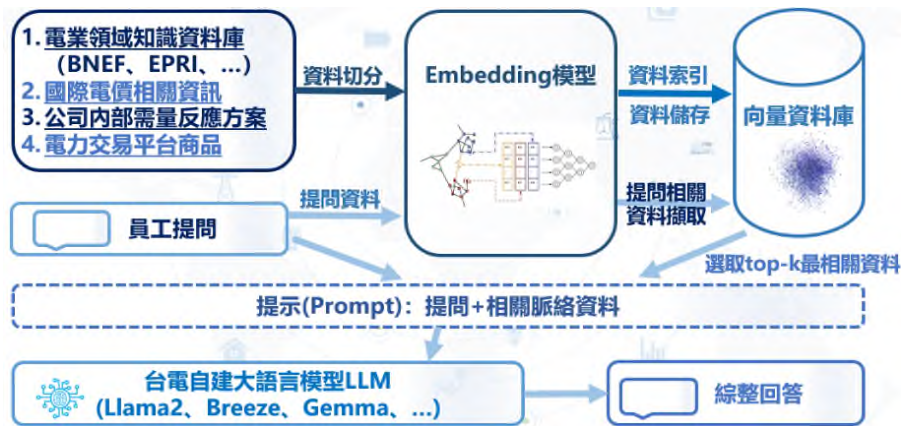 1. 電業領域知識資料庫
（BNEF、EPRI、…）
2. 國際電價相關資訊
3. 公司內部需量反應方案
4. 電力交易平台商品
資料切分
Embedding模型
資料索引
資料儲存
向量資料庫
提問資料
提問相關
資料擷取
員工提問
選取top-k最相關資料
提示(Prompt)：提問+相關脈絡資料
台電自建大語言模型LLM
(Llama2、Breeze、Gemma、…)
綜整回答